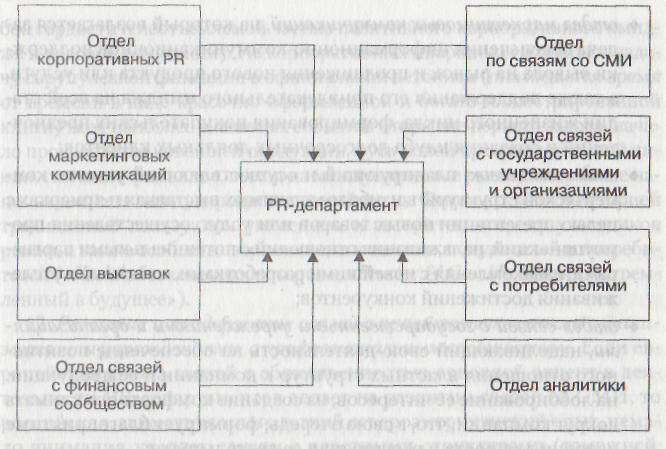 Отдел
корпоративных PR
Отдел
по связям со СМИ
Отдел
маркетинговых
коммуникаций
Отдел связей
с государственными
учреждениями
и организациями
PR-департамент
Отдел выставок
Отдел связей
с потребителями
Отдел связей
с финансовым
сообществом
Отдел аналитики